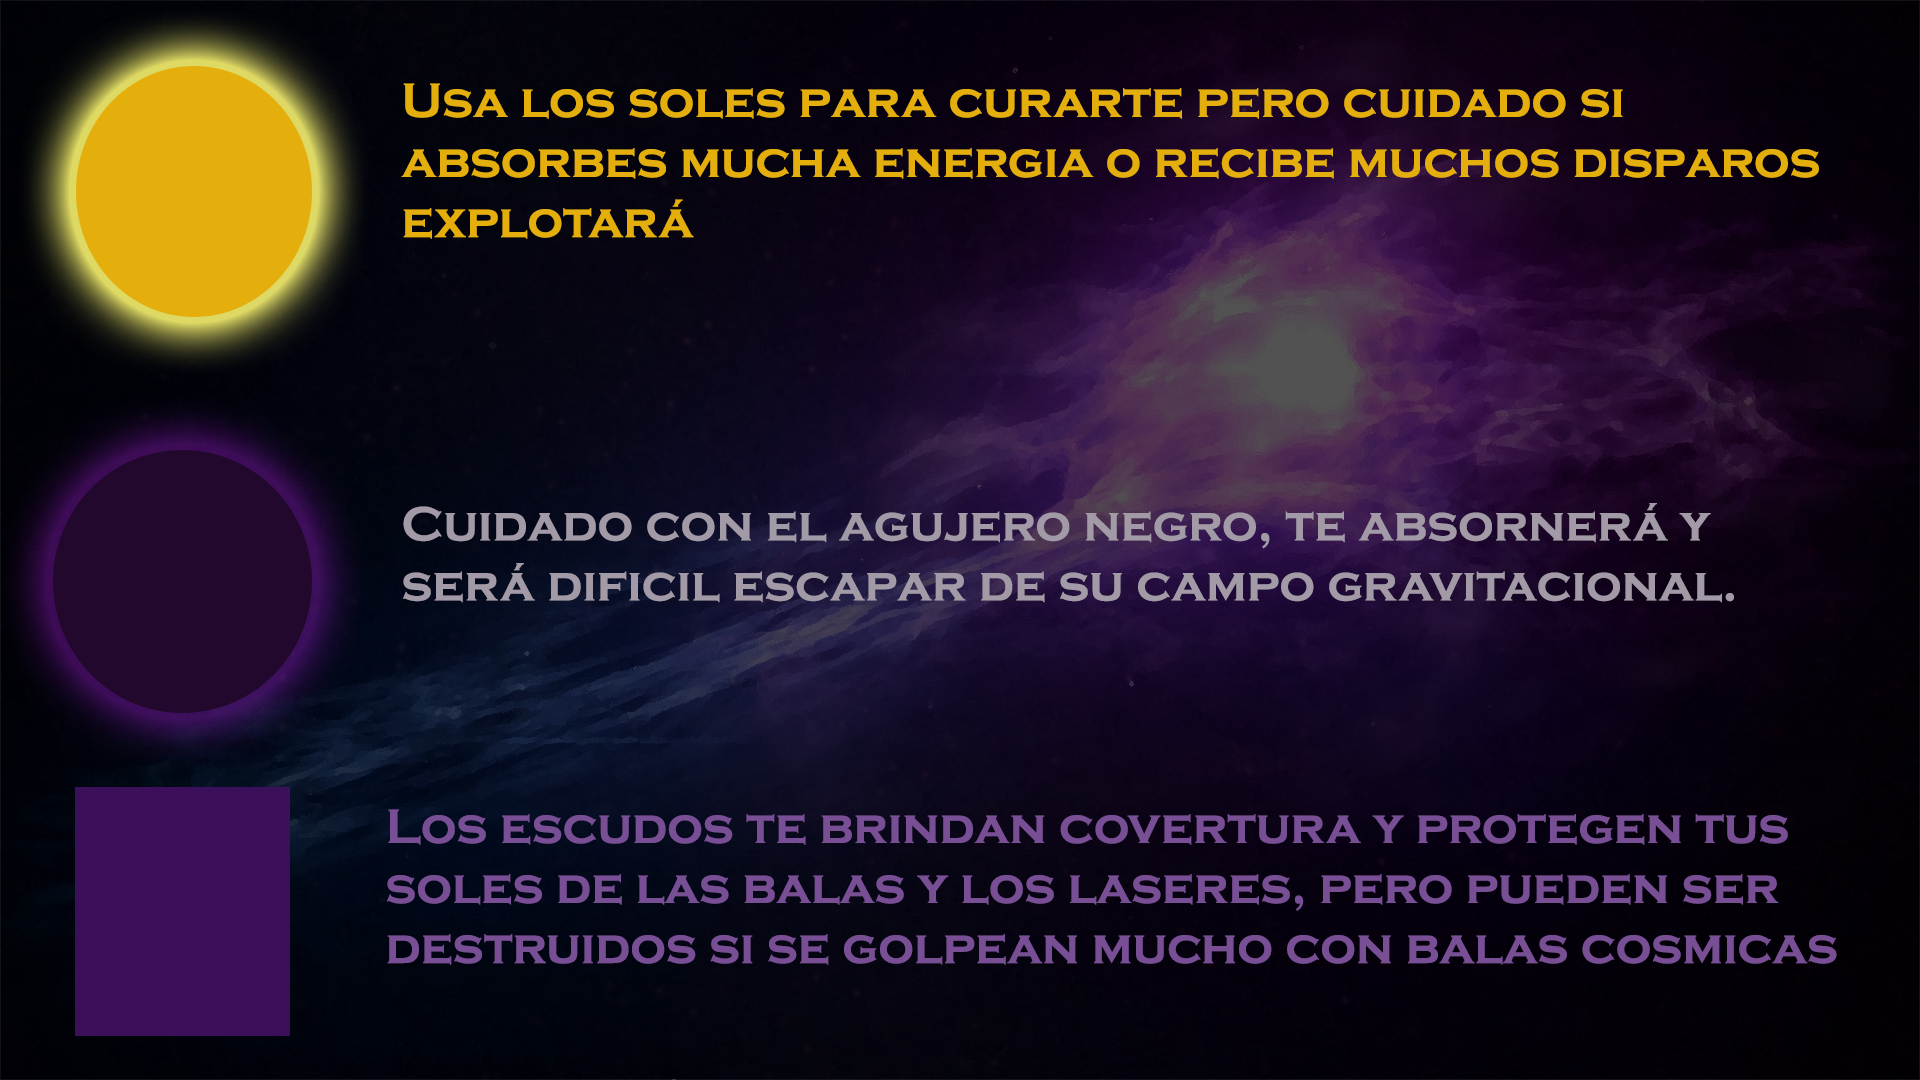 Usa los soles para curarte pero cuidado si
absorbes mucha energia o recibe muchos disparos
explotará
Cuidado con el agujero negro, te absornerá y
será dificil escapar de su campo gravitacional.
Los escudos te brindan covertura y protegen tus
soles de las balas y los laseres, pero pueden ser
destruidos si se golpean mucho con balas cosmicas